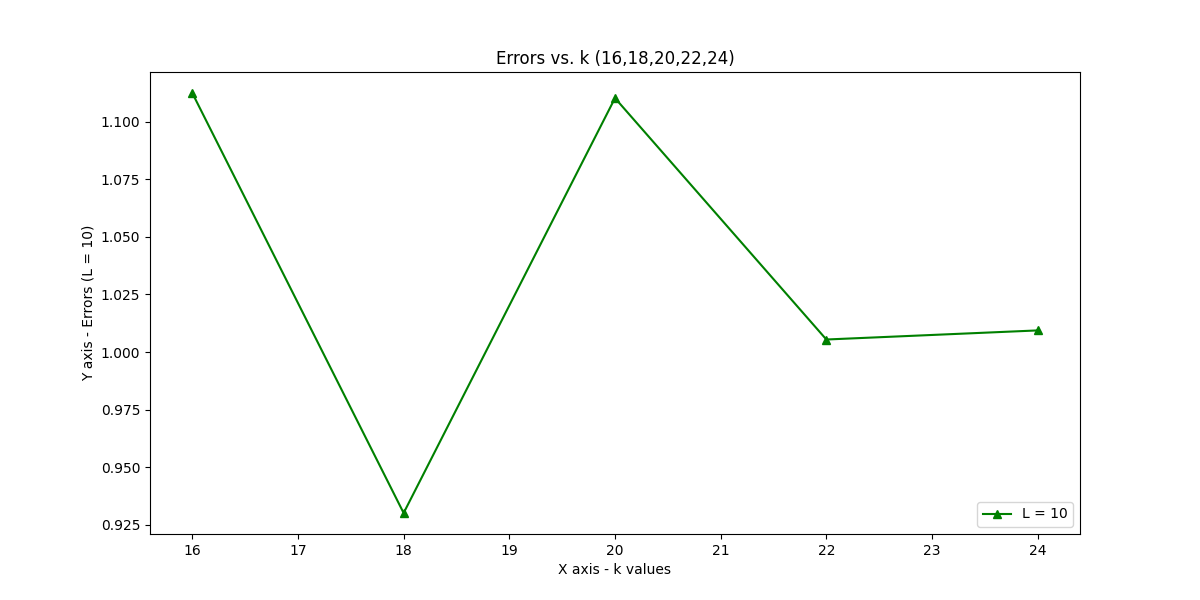 Errors vs. k (16,18,20,22,24)
Y axis - Errors (L = 10)
1.100
1.075
1.050
1.025
1.000
0.975
0.950
0.925
L = 10
16 17 18 19 20 21 22 23 24
X axis - k values